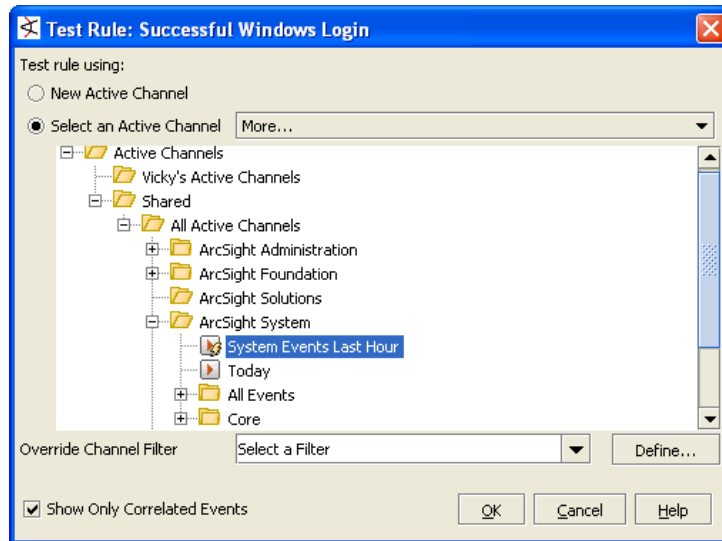 Test Rule: Successful Windows Login
Test rule using:
New Active Channel
Select an Active Channel More...
Active Channels
Vicky's Active Channels
Shared
All Active Channels
ArcSight Administration
ArcSight Foundation
ArcSight Solutions
ArcSight System
System Events Last Hour
Today
All Events
Core
Override Channel Filter Select a Filter Define...
Show Only Correlated Events OK Cancel Help